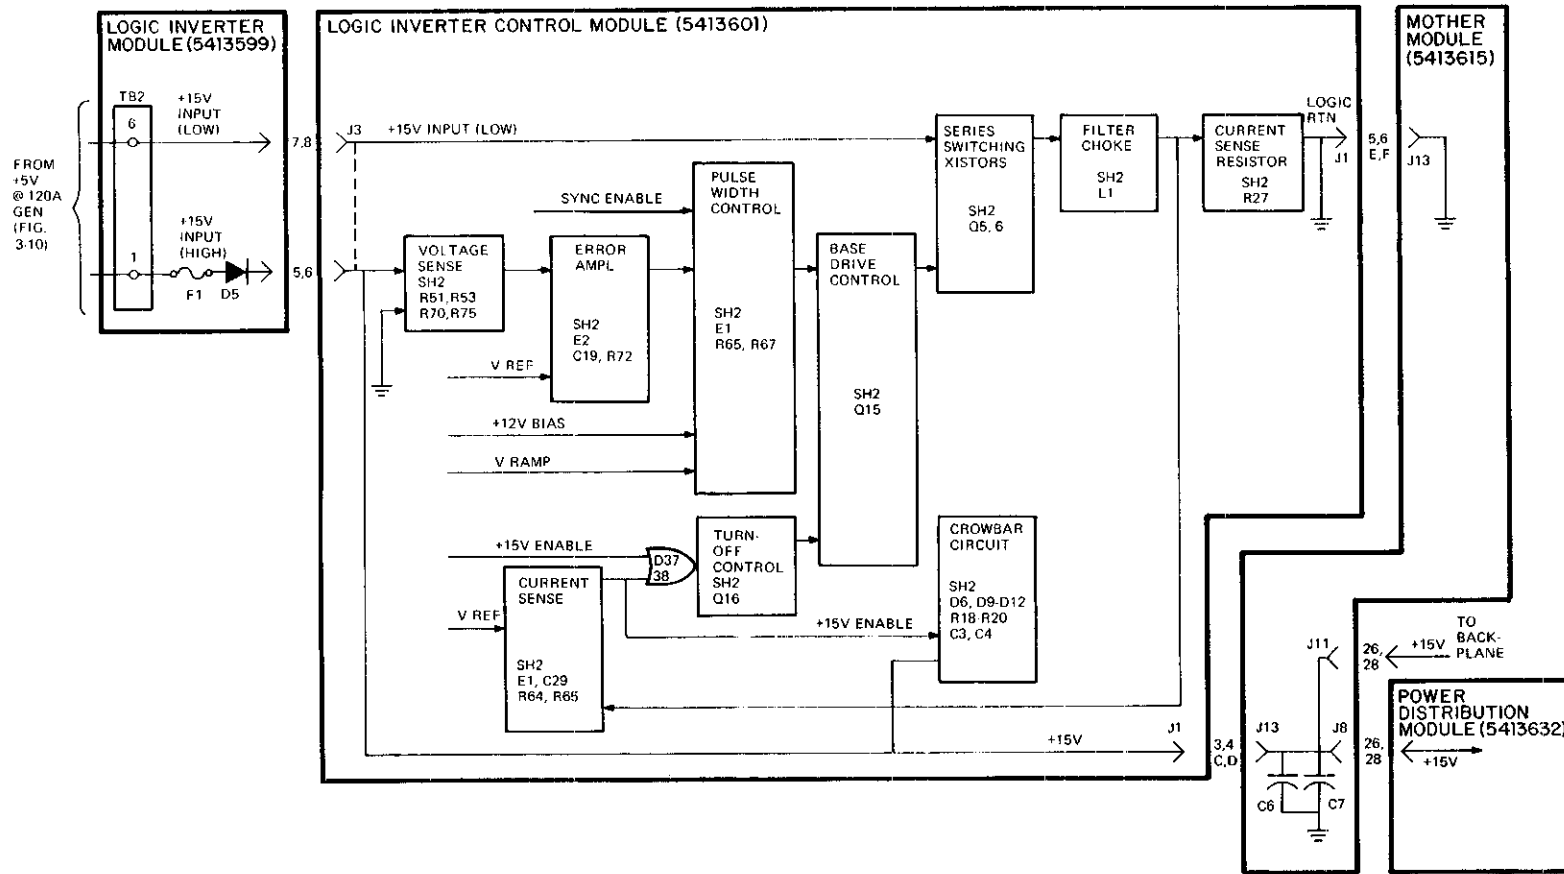 LOGIC INVERTER
MODULE (5413599)
TB2
+15V
INPUT
(LOW)
6
FROM
+5V
@ 120A
GEN
(FIG.
3-10)
+15V
INPUT
(HIGH)
1
F1
D5
7,8
5,6
LOGIC INVERTER CONTROL MODULE (5413601)
J3
+15V INPUT (LOW)
SYNC ENABLE
VOLTAGE
SENSE
SH2
R51,R53
R70,R75
ERROR
AMPL
SH2
E2
C19, R72
V REF
PULSE
WIDTH
CONTROL
SH2
E1
R65, R67
+12V BIAS
V RAMP
BASE
DRIVE
CONTROL
SH2
Q15
SERIES
SWITCHING
XISTORS
SH2
Q5, 6
FILTER
CHOKE
SH2
L1
CURRENT
SENSE
RESISTOR
SH2
R27
LOGIC
RTN
J1
5,6
E,F
MOTHER
MODULE
(5413615)
J13
+15V ENABLE
D37
38
TURN-
OFF
CONTROL
SH2
Q16
CURRENT
SENSE
SH2
E1, C29
R64, R65
V REF
+15V ENABLE
CROWBAR
CIRCUIT
SH2
D6, D9-D12
R18-R20
C3, C4
+15V
J1
3,4
C,D
J13
J8
C6
C7
J11
26,
28
+15V
TO
BACK-
PLANE
26,
28
POWER
DISTRIBUTION
MODULE (5413632)
+15V